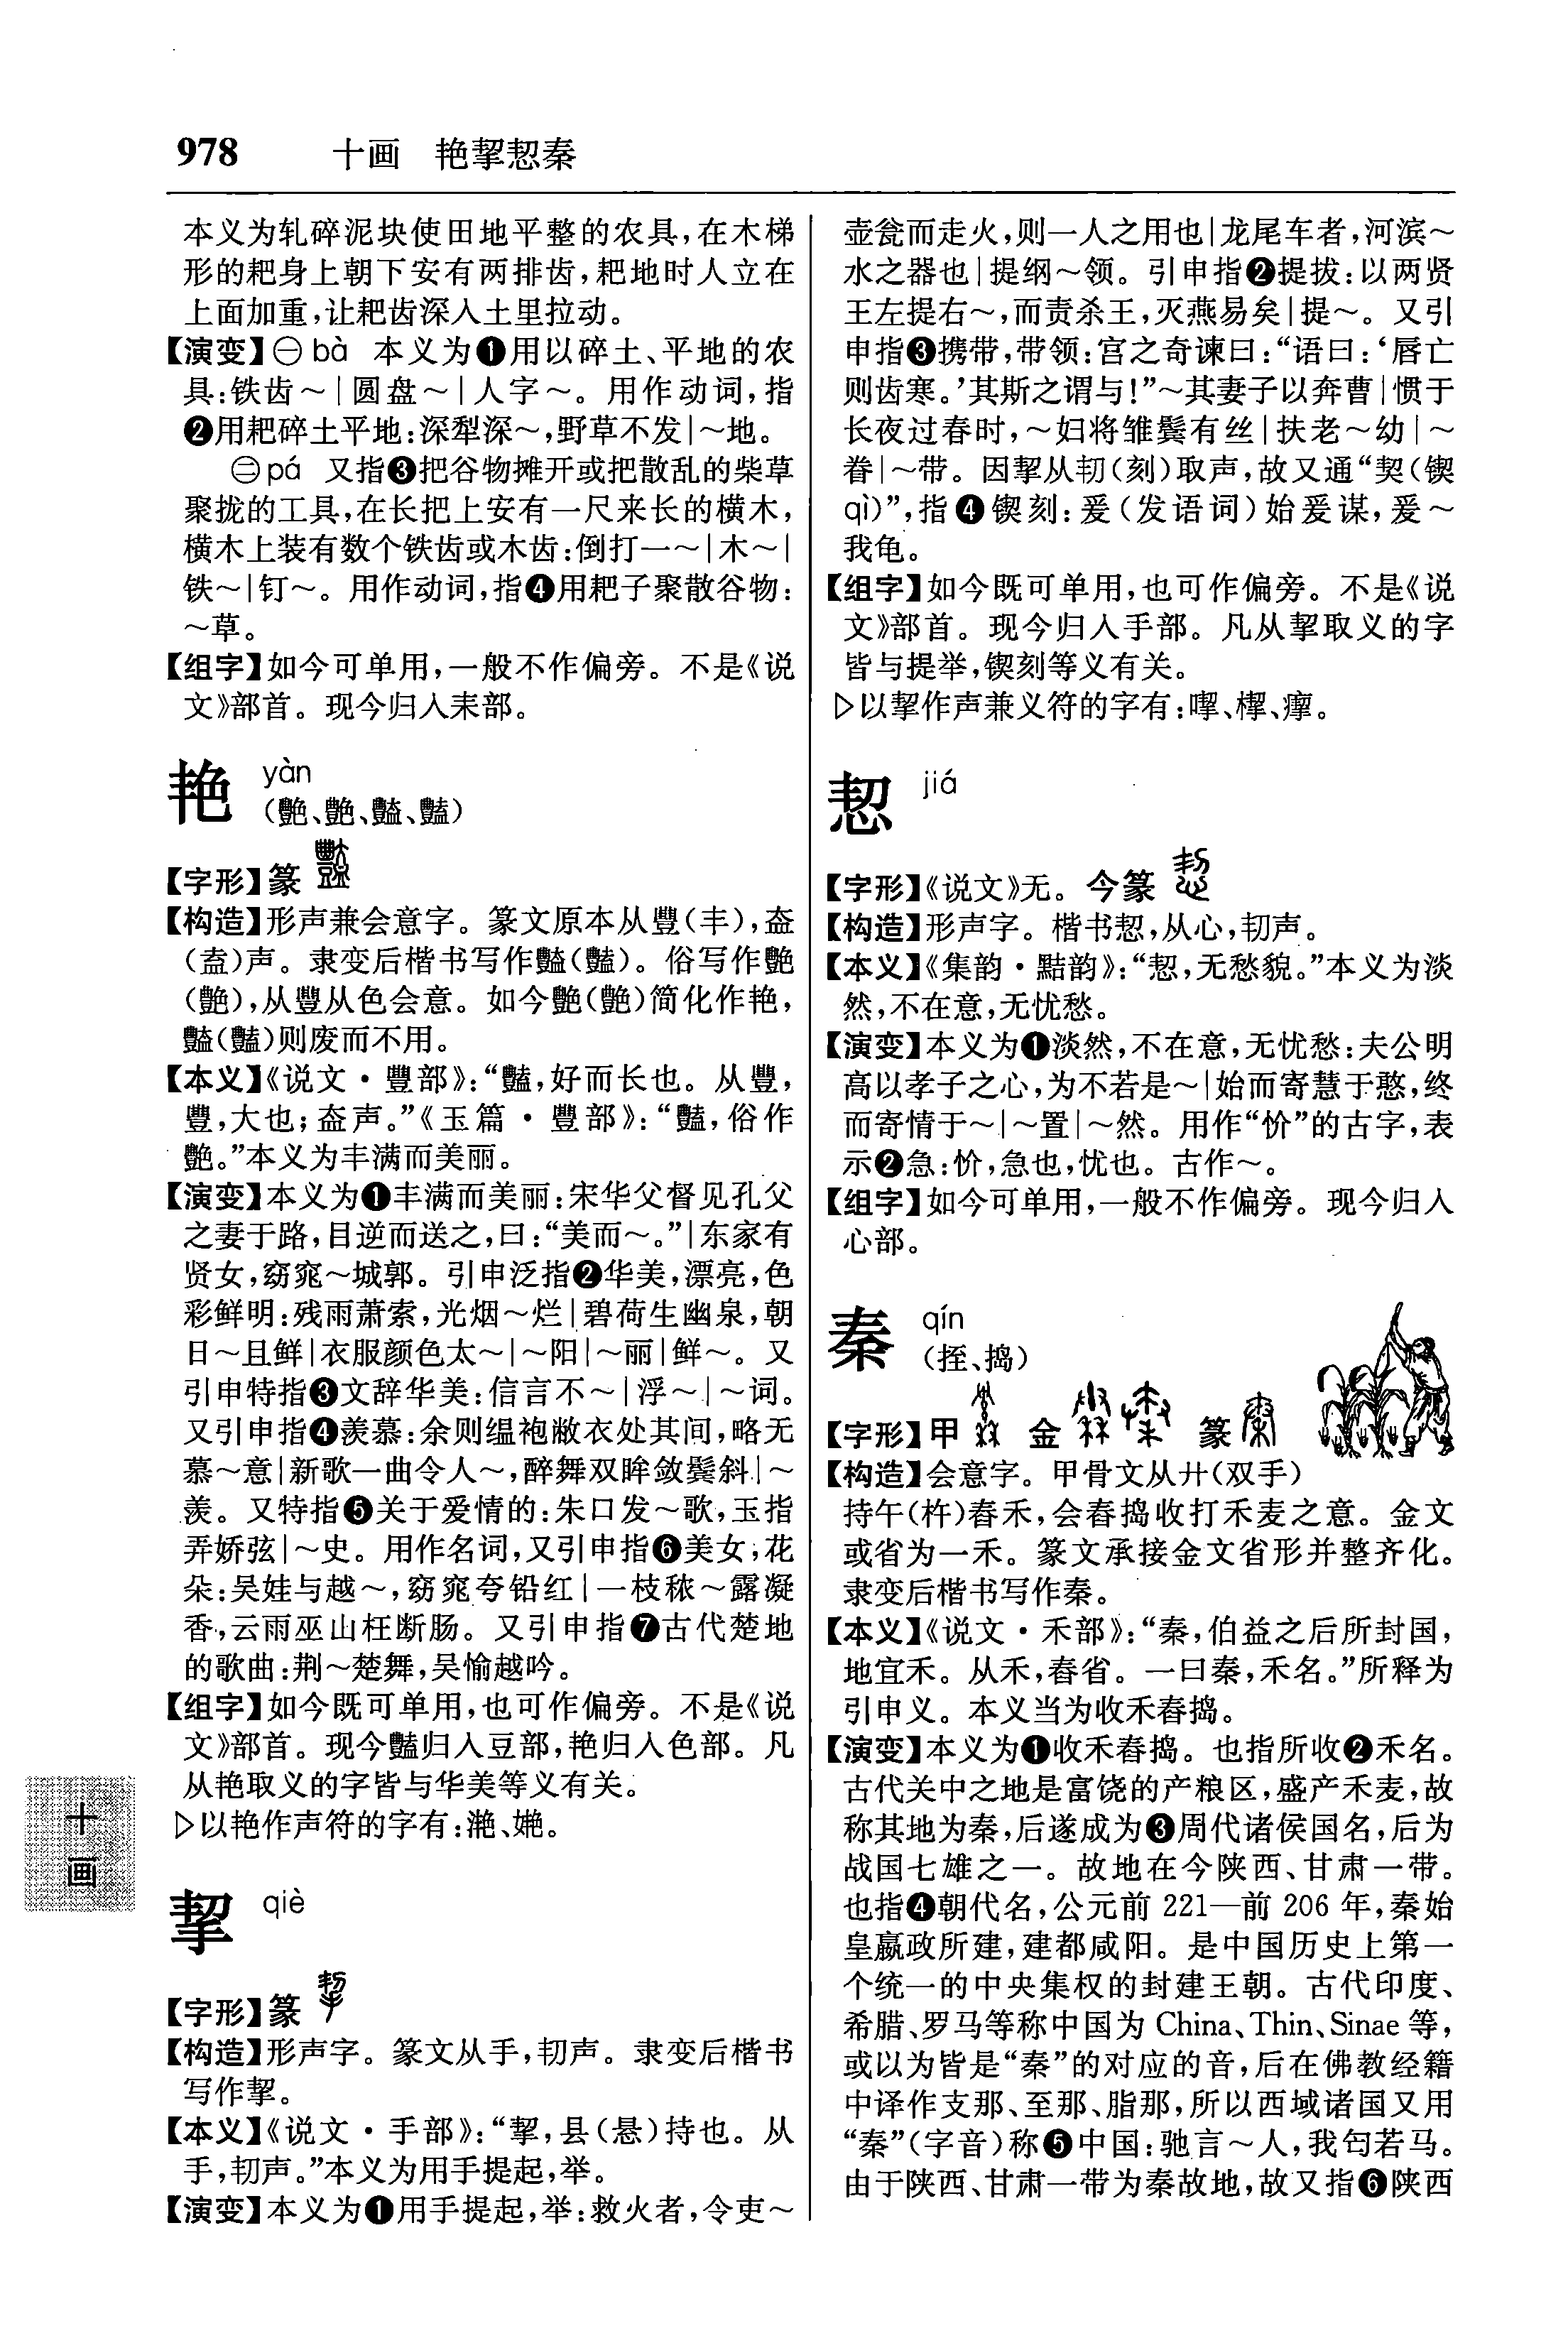 978 十画 艳挈恝秦
本义为轧碎泥块使田地平整的农具,在木梯
形的耙身上朝下安有两排齿,耙地时人立在
上面加重,让耙齿深入土里拉动。
【演变】㊀bà 本义为❶用以碎土、平地的农
具:铁齿～|圆盘～|人字～。用作动词,指
❷用耙碎土平地:深犁深～,野草不发|～地。
㊁pá 又指❸把谷物摊开或把散乱的柴草
聚拢的工具,在长把上安有一尺来长的横木,
横木上装有数个铁齿或木齿:倒打一～|木～|
铁～|钉～。用作动词,指❹用耙子聚散谷物:
～草。
【组字】如今可单用,一般不作偏旁。不是《说
文》部首。现今归入耒部。
艳 yàn
(艶、艷、豓、豔)
【字形】篆
【构造】形声兼会意字。篆文原本从豐(丰),盇
(盍)声。隶变后楷书写作豓(豔)。俗写作艷
(艶),从豐从色会意。如今艷(艶)简化作艳,
豓(豔)则废而不用。
【本义】《说文·豐部》:“豔,好而长也。从豐,
豐,大也;盇声。”《玉篇·豐部》:“豔,俗作
艷。”本义为丰满而美丽。
【演变】本义为❶丰满而美丽:宋华父督见孔父
之妻于路,目逆而送之,曰:“美而～。”|东家有
贤女,窈窕～城郭。引申泛指❷华美,漂亮,色
彩鲜明:残雨萧索,光烟～烂|碧荷生幽泉,朝
日～且鲜|衣服颜色太～|～阳|～丽|鲜～。又
引申特指❸文辞华美:信言不～|浮～|～词。
又引申指❹羡慕:余则缊袍敝衣处其间,略无
慕～意|新歌一曲令人～,醉舞双眸敛鬓斜|～
羡。又特指❺关于爱情的:朱口发～歌,玉指
弄娇弦|～史。用作名词,又引申指❻美女;花
朵:吴娃与越～,窈窕夸铅红|一枝秾～露凝
香,云雨巫山枉断肠。又引申指❼古代楚地
的歌曲:荆～楚舞,吴愉越吟。
【组字】如今既可单用,也可作偏旁。不是《说
文》部首。现今豔归入豆部,艳归入色部。凡
从艳取义的字皆与华美等义有关。
▷以艳作声符的字有:滟、㛪。
挈 qiè
【字形】篆
【构造】形声字。篆文从手,㓞声。隶变后楷书
写作挈。
【本义】《说文·手部》:“挈,县(悬)持也。从
手,㓞声。”本义为用手提起,举。
【演变】本义为❶用手提起,举:救火者,令吏～
壶瓮而走火,则一人之用也|龙尾车者,河滨～
水之器也|提纲～领。引申指❷提拔:以两贤
王左提右～,而责杀王,灭燕易矣|提～。又引
申指❸携带,带领:宫之奇谏曰:“语曰:‘唇亡
则齿寒。’其斯之谓与!”～其妻子以奔曹|惯于
长夜过春时,～妇将雏鬓有丝|扶老～幼|～
眷|～带。因挈从㓞(刻)取声,故又通“契(锲
qì)”,指❹锲刻:爰(发语词)始爰谋,爰～
我龟。
【组字】如今既可单用,也可作偏旁。不是《说
文》部首。现今归入手部。凡从挈取义的字
皆与提举,锲刻等义有关。
▷以挈作声兼义符的字有:㗉、㮮、瘛。
恝 jiá
【字形】《说文》无。今篆
【构造】形声字。楷书恝,从心,㓞声。
【本义】《集韵·黠韵》:“恝,无愁貌。”本义为淡
然,不在意,无忧愁。
【演变】本义为❶淡然,不在意,无忧愁:夫公明
高以孝子之心,为不若是～|始而寄慧于憨,终
而寄情于～|～置|～然。用作“忦”的古字,表
示❷急:忦,急也,忧也。古作～。
【组字】如今可单用,一般不作偏旁。现今归入
心部。
秦 qín
(挃、捣)
【字形】甲 金 篆
【构造】会意字。甲骨文从廾(双手)
持午(杵)舂禾,会舂捣收打禾麦之意。金文
或省为一禾。篆文承接金文省形并整齐化。
隶变后楷书写作秦。
【本义】《说文·禾部》:“秦,伯益之后所封国,
地宜禾。从禾,舂省。一曰秦,禾名。”所释为
引申义。本义当为收禾舂捣。
【演变】本义为❶收禾舂捣。也指所收❷禾名。
古代关中之地是富饶的产粮区,盛产禾麦,故
称其地为秦,后遂成为❸周代诸侯国名,后为
战国七雄之一。故地在今陕西、甘肃一带。
也指❹朝代名,公元前 221—前 206 年,秦始
皇嬴政所建,建都咸阳。是中国历史上第一
个统一的中央集权的封建王朝。古代印度、
希腊、罗马等称中国为 China、Thin、Sinae 等,
或以为皆是“秦”的对应的音,后在佛教经籍
中译作支那、至那、脂那,所以西域诸国又用
“秦”(字音)称❺中国:驰言～人,我匄若马。
由于陕西、甘肃一带为秦故地,故又指❻陕西
十
画